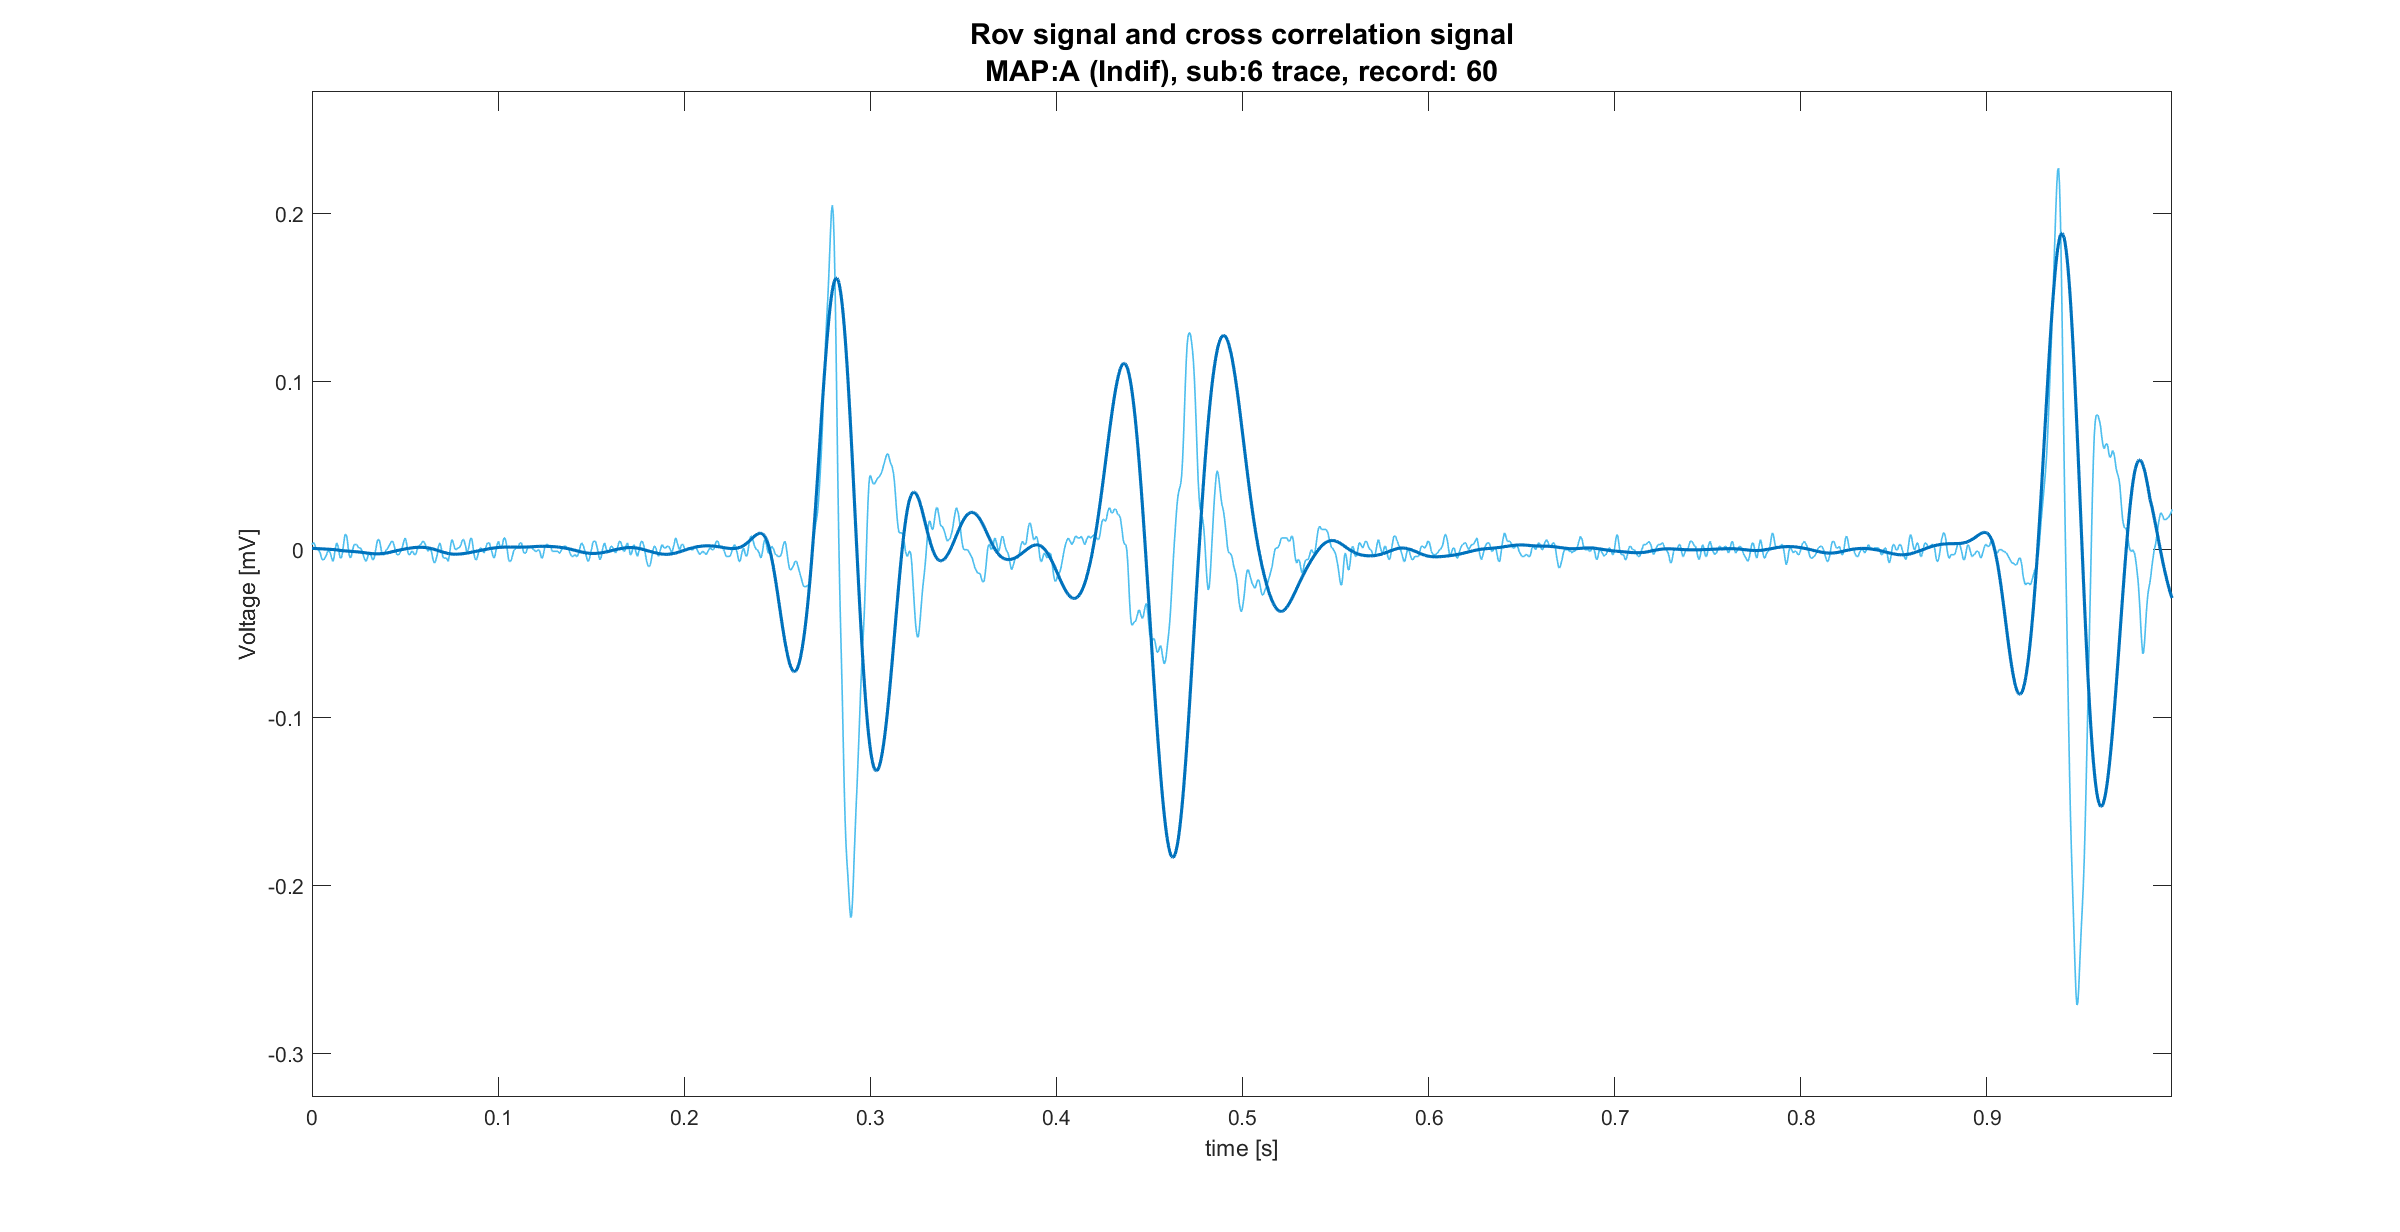 Rov signal and cross correlation signal
MAP:A (Indif), sub:6 trace, record: 60
Voltage [mV]
0.2
0.1
0
-0.1
-0.2
-0.3
0 0.1 0.2 0.3 0.4 0.5 0.6 0.7 0.8 0.9
time [s]